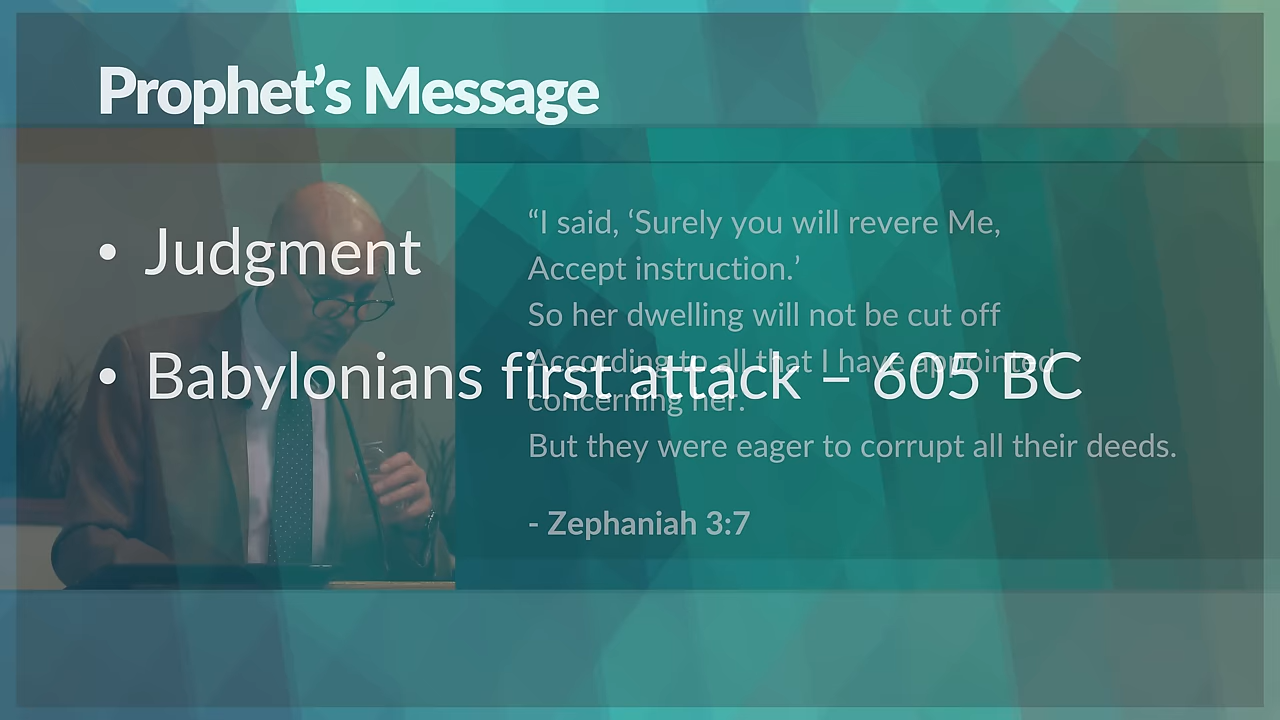 Prophet’s Message
• Judgment
• Babylonians first attack – 605 BC
“I said, ‘Surely you will revere Me,
Accept instruction.’
So her dwelling will not be cut off
According to all that I have appointed
concerning her.
But they were eager to corrupt all their deeds.
- Zephaniah 3:7